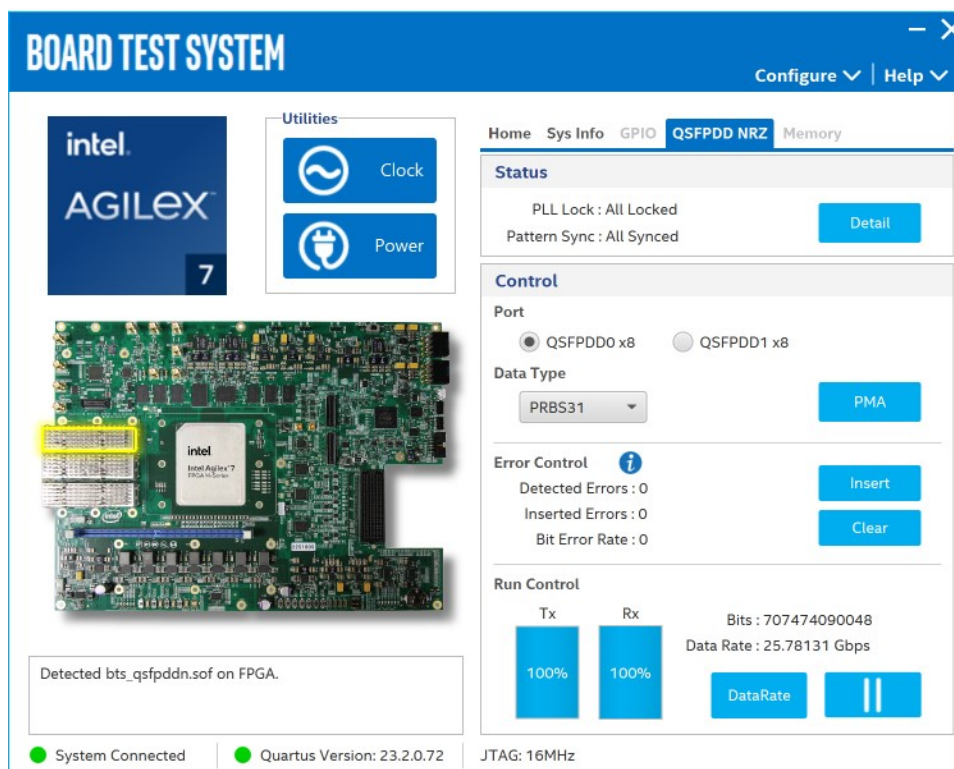 BOARD TEST SYSTEM
Configure
Help
intel.
AGILEX™
7
Utilities
Clock
Power
intel
Intel Agilex® 7
FPGA M-Series
intel
Detected bts_qsfpddn.sof on FPGA.
Home Sys Info GPIO QSFPDD NRZ Memory
Status
PLL Lock : All Locked
Pattern Sync : All Synced
Detail
Control
Port
QSFPDD0 x8 QSFPDD1 x8
Data Type
PRBS31
PMA
Error Control
Detected Errors : 0
Inserted Errors : 0
Bit Error Rate : 0
Insert
Clear
Run Control
Tx Rx
100% 100%
Bits : 707474090048
Data Rate : 25.78131 Gbps
DataRate
System Connected Quartus Version: 23.2.0.72 JTAG: 16MHz